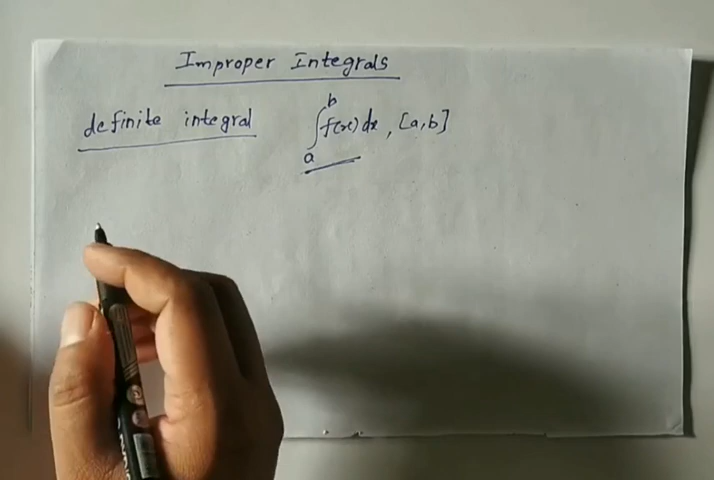 Improper Integrals
definite integral ∫_a^b f(x) dx, [a, b]